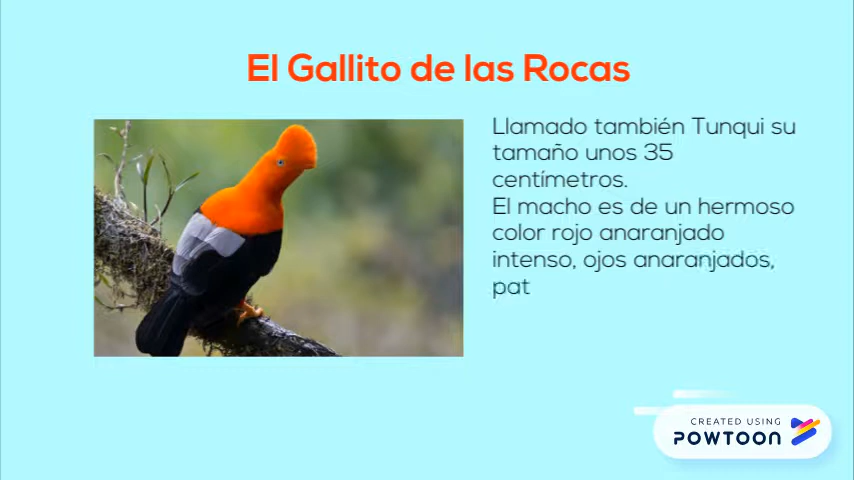 El Gallito de las Rocas
Llamado también Tunqui su
tamaño unos 35
centímetros.
El macho es de un hermoso
color rojo anaranjado
intenso, ojos anaranjados,
pat
CREATED USING
POWTOON